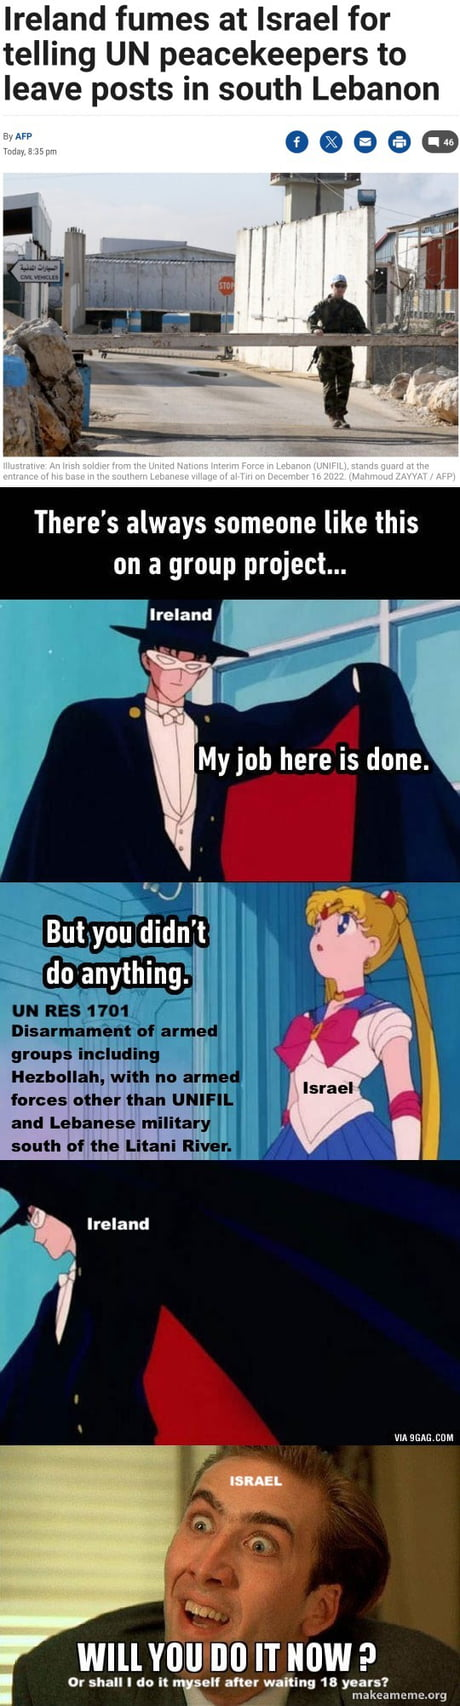 Ireland fumes at Israel for
telling UN peacekeepers to
leave posts in south Lebanon
By AFP
Today, 8:35 pm
46
السيارات المدنية
CIVIL VEHICLES
STOP
Illustrative: An Irish soldier from the United Nations Interim Force in Lebanon (UNIFIL), stands guard at the
entrance of his base in the southern Lebanese village of al-Tiri on December 16 2022. (Mahmoud ZAYYAT / AFP)
There's always someone like this
on a group project...
Ireland
My job here is done.
But you didn't
do anything.
UN RES 1701
Disarmament of armed
groups including
Hezbollah, with no armed
forces other than UNIFIL
and Lebanese military
south of the Litani River.
Israel
Ireland
VIA 9GAG.COM
ISRAEL
WILL YOU DO IT NOW ?
Or shall I do it myself after waiting 18 years?
makeameme.org